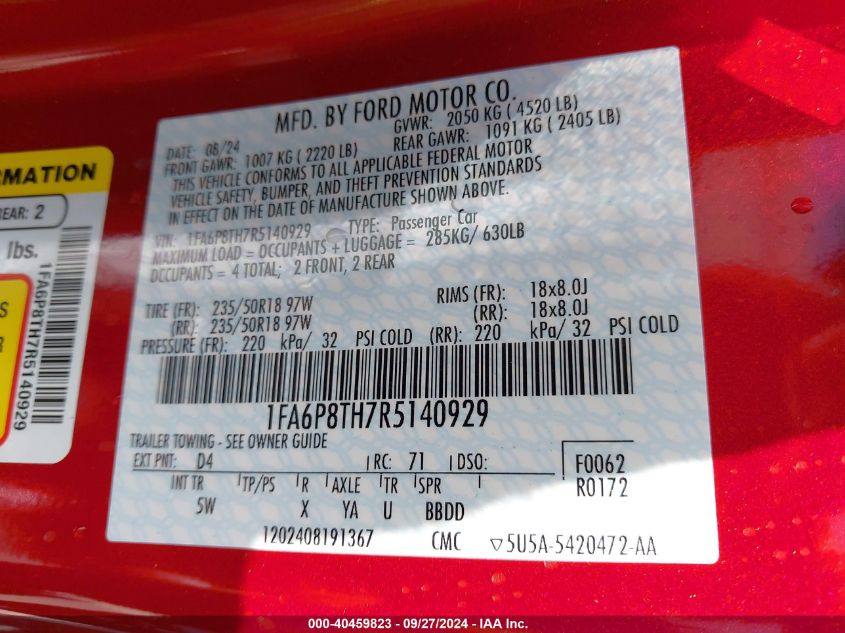 MFD. BY FORD MOTOR CO.
DATE: 08/24 GVWR: 2050 KG ( 4520 LB)
FRONT GAWR: 1007 KG ( 2220 LB) REAR GAWR: 1091 KG ( 2405 LB)
THIS VEHICLE CONFORMS TO ALL APPLICABLE FEDERAL MOTOR
VEHICLE SAFETY, BUMPER, AND THEFT PREVENTION STANDARDS
IN EFFECT ON THE DATE OF MANUFACTURE SHOWN ABOVE.
VIN: 1FA6P8TH7R5140929 TYPE: Passenger Car
MAXIMUM LOAD = OCCUPANTS + LUGGAGE = 285KG/ 630LB
OCCUPANTS = 4 TOTAL; 2 FRONT, 2 REAR
TIRE (FR): 235/50R18 97W RIMS (FR): 18x8.0J
(RR): 235/50R18 97W (RR): 18x8.0J
PRESSURE (FR): 220 kPa/ 32 PSI COLD (RR): 220 kPa/ 32 PSI COLD
1FA6P8TH7R5140929
TRAILER TOWING - SEE OWNER GUIDE
EXT PNT: D4 RC: 71 DSO: F0062
INT TR TP/PS R AXLE TR SPR R0172
5W X YA U BBDD
1202408191367 CMC ▽5U5A-5420472-AA
RMATION
REAR: 2
lbs.
S
R
1FA6P8TH7R5140929
000-40459823 - 09/27/2024 - IAA Inc.